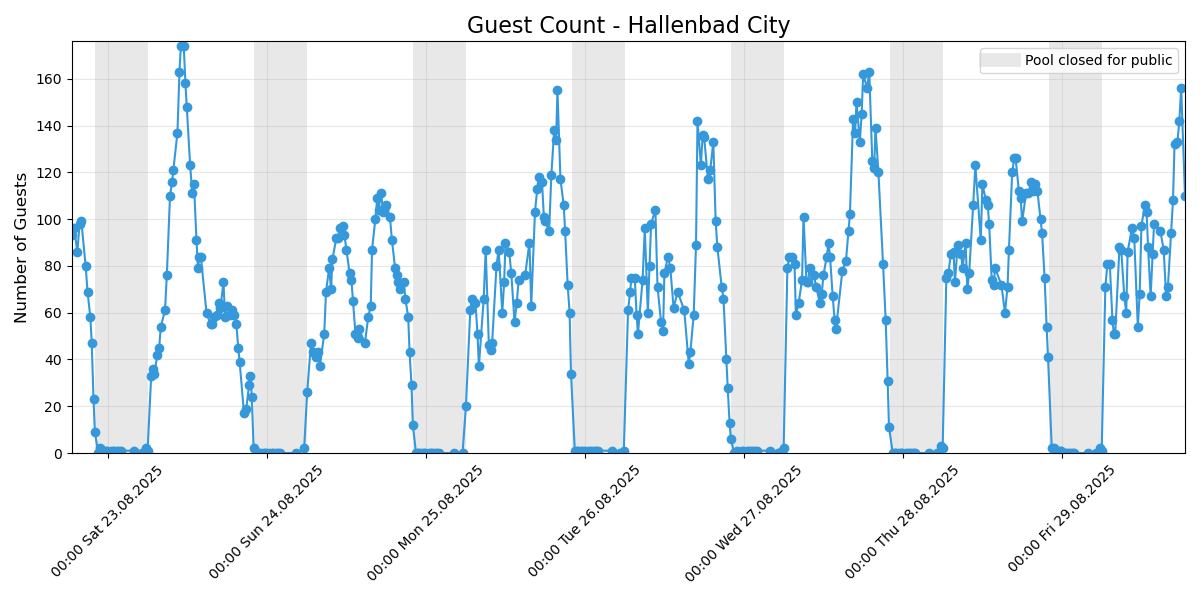 Guest Count - Hallenbad City
Pool closed for public
Number of Guests
160
140
120
100
80
60
40
20
0
00:00 Sat 23.08.2025
00:00 Sun 24.08.2025
00:00 Mon 25.08.2025
00:00 Tue 26.08.2025
00:00 Wed 27.08.2025
00:00 Thu 28.08.2025
00:00 Fri 29.08.2025